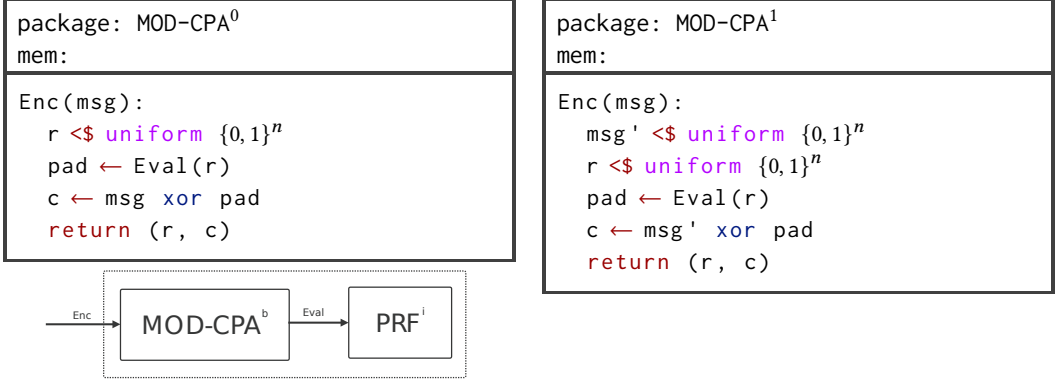 package: MOD-CPA⁰
mem:
Enc(msg):
r <$ uniform {0, 1}ⁿ
pad ← Eval(r)
c ← msg xor pad
return (r, c)
package: MOD-CPA¹
mem:
Enc(msg):
msg' <$ uniform {0, 1}ⁿ
r <$ uniform {0, 1}ⁿ
pad ← Eval(r)
c ← msg' xor pad
return (r, c)
Enc
MOD-CPAᵇ
Eval
PRFⁱ